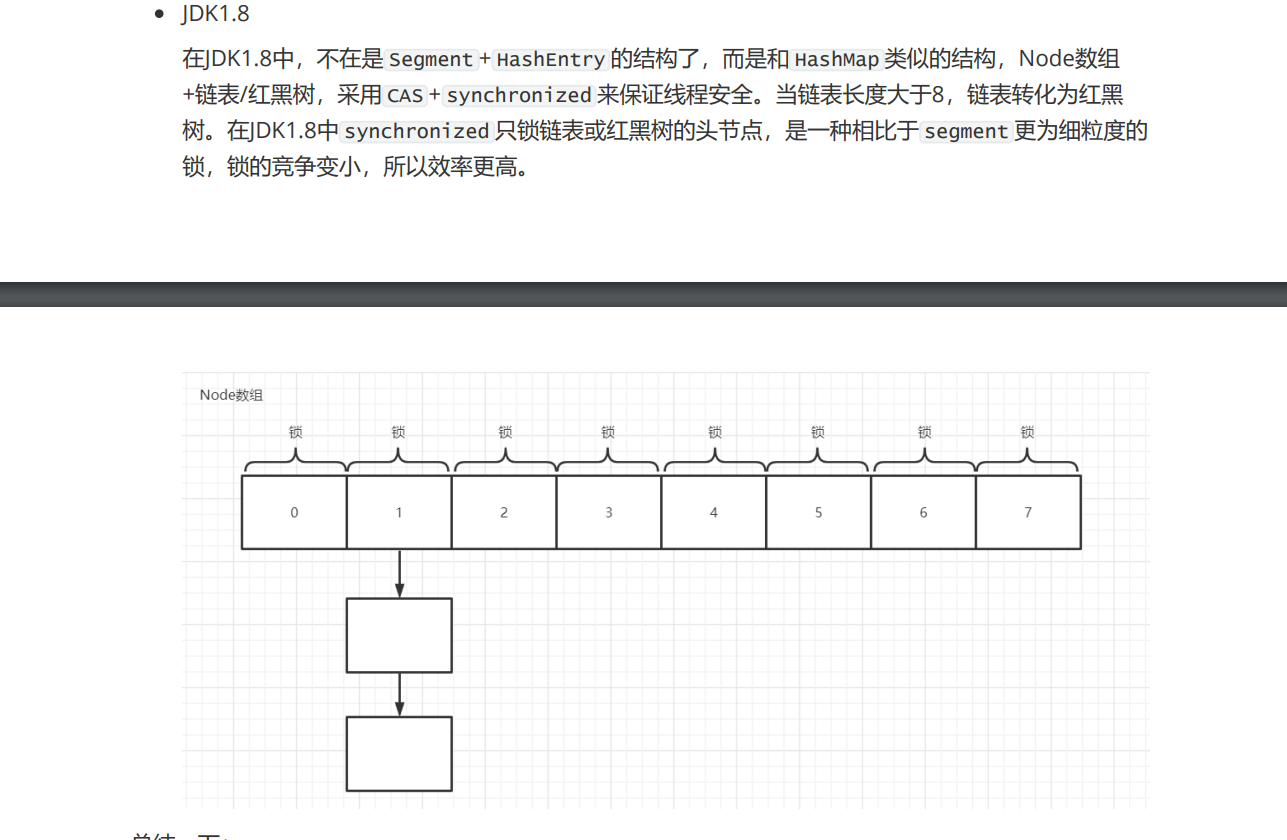 JDK1.8
在JDK1.8中，不在是Segment+HashEntry的结构了，而是和HashMap类似的结构，Node数组
+链表/红黑树，采用CAS+synchronized来保证线程安全。当链表长度大于8，链表转化为红黑
树。在JDK1.8中synchronized只锁链表或红黑树的头节点，是一种相比于segment更为细粒度的
锁，锁的竞争变小，所以效率更高。
Node数组
锁 锁 锁 锁 锁 锁 锁 锁
0 1 2 3 4 5 6 7